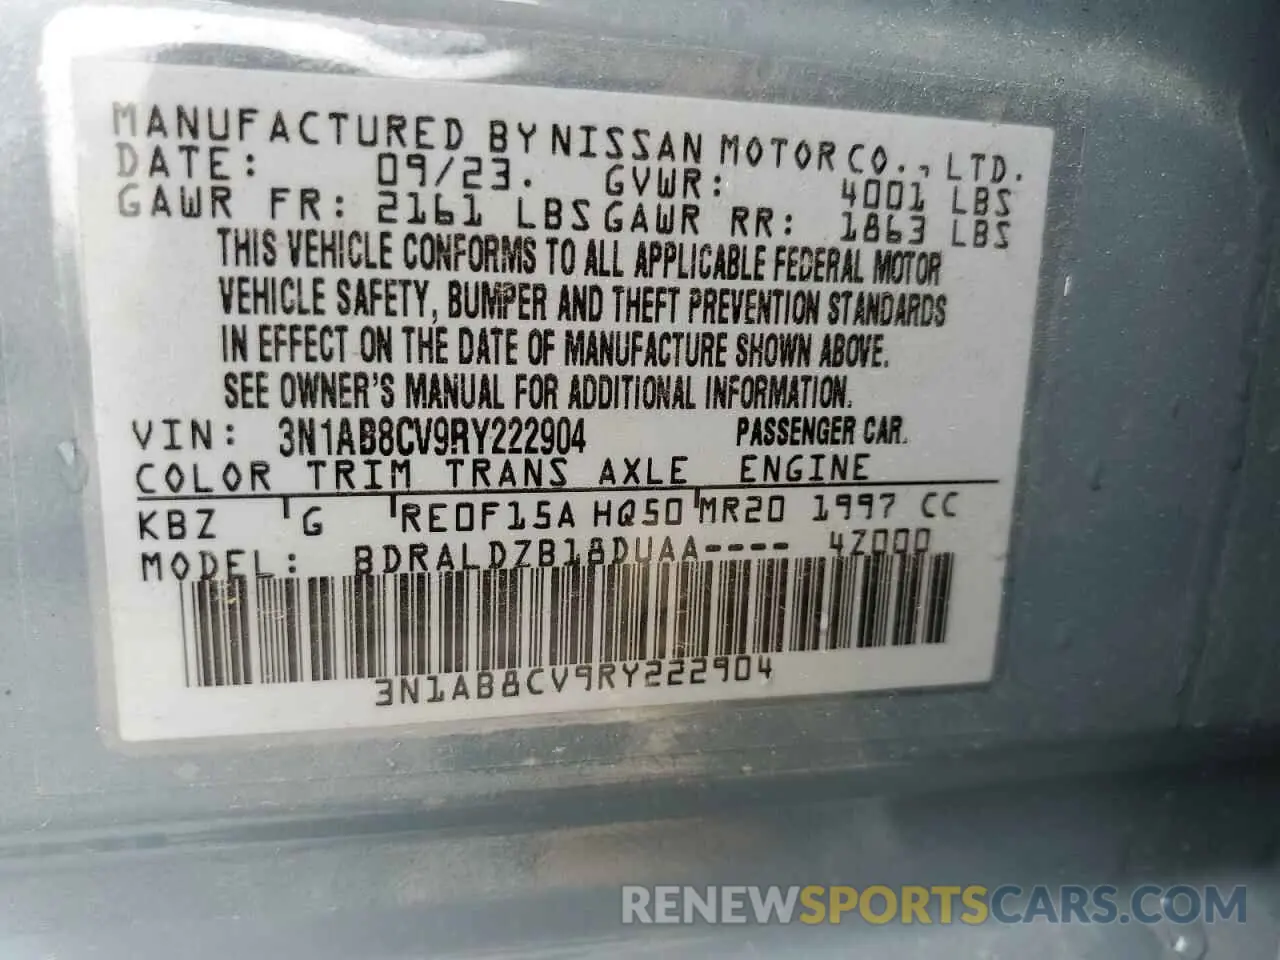 MANUFACTURED BY NISSAN MOTOR CO., LTD.
DATE: 09/23. GVWR: 4001 LBS
GAWR FR: 2161 LBS GAWR RR: 1863 LBS
THIS VEHICLE CONFORMS TO ALL APPLICABLE FEDERAL MOTOR
VEHICLE SAFETY, BUMPER AND THEFT PREVENTION STANDARDS
IN EFFECT ON THE DATE OF MANUFACTURE SHOWN ABOVE.
SEE OWNER'S MANUAL FOR ADDITIONAL INFORMATION.
VIN: 3N1AB8CV9RY222904 PASSENGER CAR.
COLOR TRIM TRANS AXLE ENGINE
KBZ G RE0F15A HQ50 MR20 1997 CC
MODEL: BDRALDZB18DUAA---- 4Z000
3N1AB8CV9RY222904
RENEWSPORTSCARS.COM